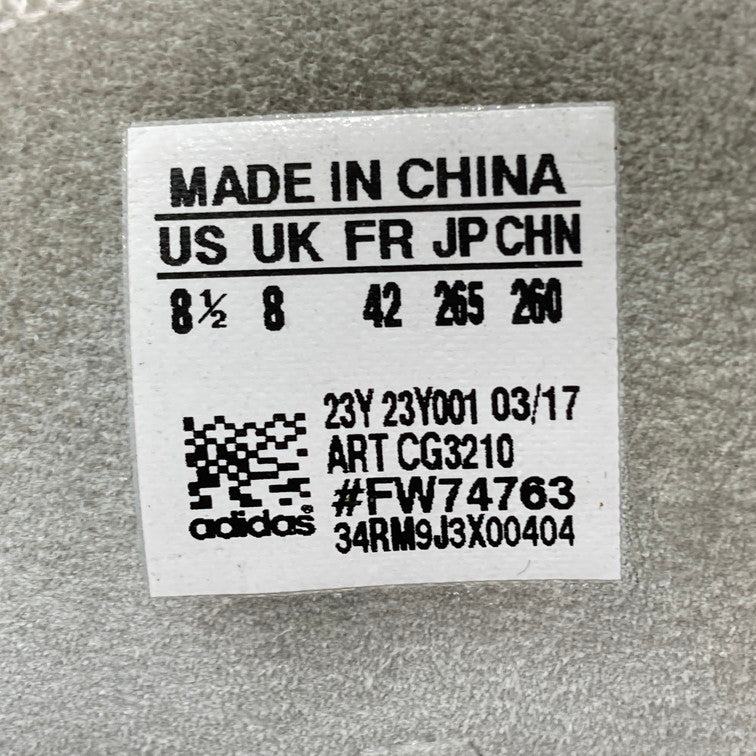 MADE IN CHINA
US UK FR JP CHN
8½ 8 42 265 260
23Y 23Y001 03/17
ART CG3210
#FW74763
adidas®
34RM9J3X00404